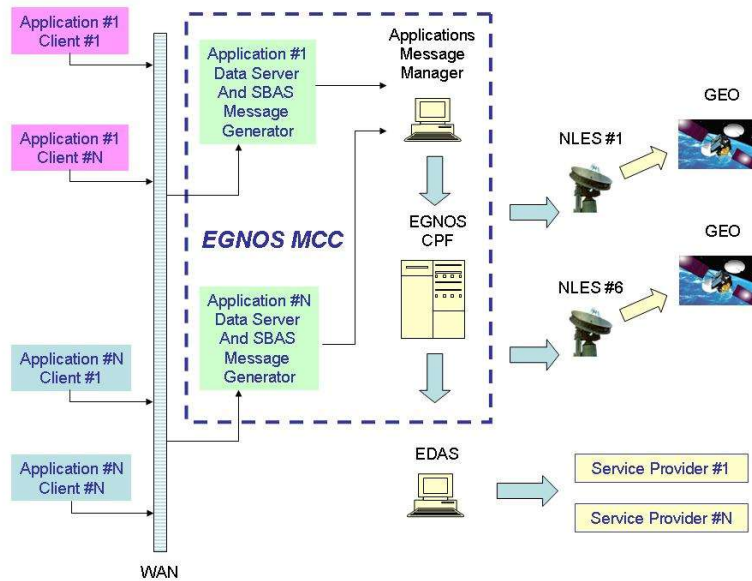 Application #1
Client #1
Application #1
Client #N
Application #N
Client #1
Application #N
Client #N
WAN
Application #1
Data Server
And SBAS
Message
Generator
EGNOS MCC
Application #N
Data Server
And SBAS
Message
Generator
Applications
Message
Manager
EGNOS
CPF
NLES #1
GEO
NLES #6
GEO
EDAS
Service Provider #1
Service Provider #N